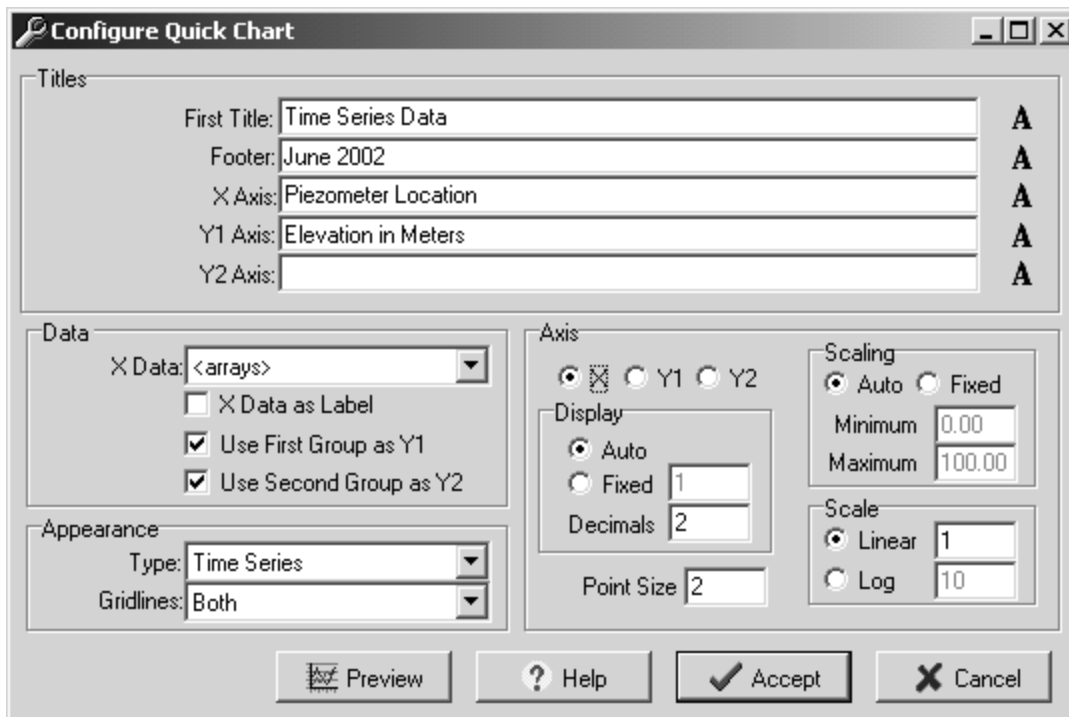 Configure Quick Chart
Titles
First Title: Time Series Data
Footer: June 2002
X Axis: Piezometer Location
Y1 Axis: Elevation in Meters
Y2 Axis:
A
A
A
A
A
Data
X Data: <arrays>
X Data as Label
Use First Group as Y1
Use Second Group as Y2
Appearance
Type: Time Series
Gridlines: Both
Axis
X Y1 Y2
Display
Auto
Fixed 1
Decimals 2
Point Size 2
Scaling
Auto Fixed
Minimum 0.00
Maximum 100.00
Scale
Linear 1
Log 10
Preview ? Help Accept Cancel